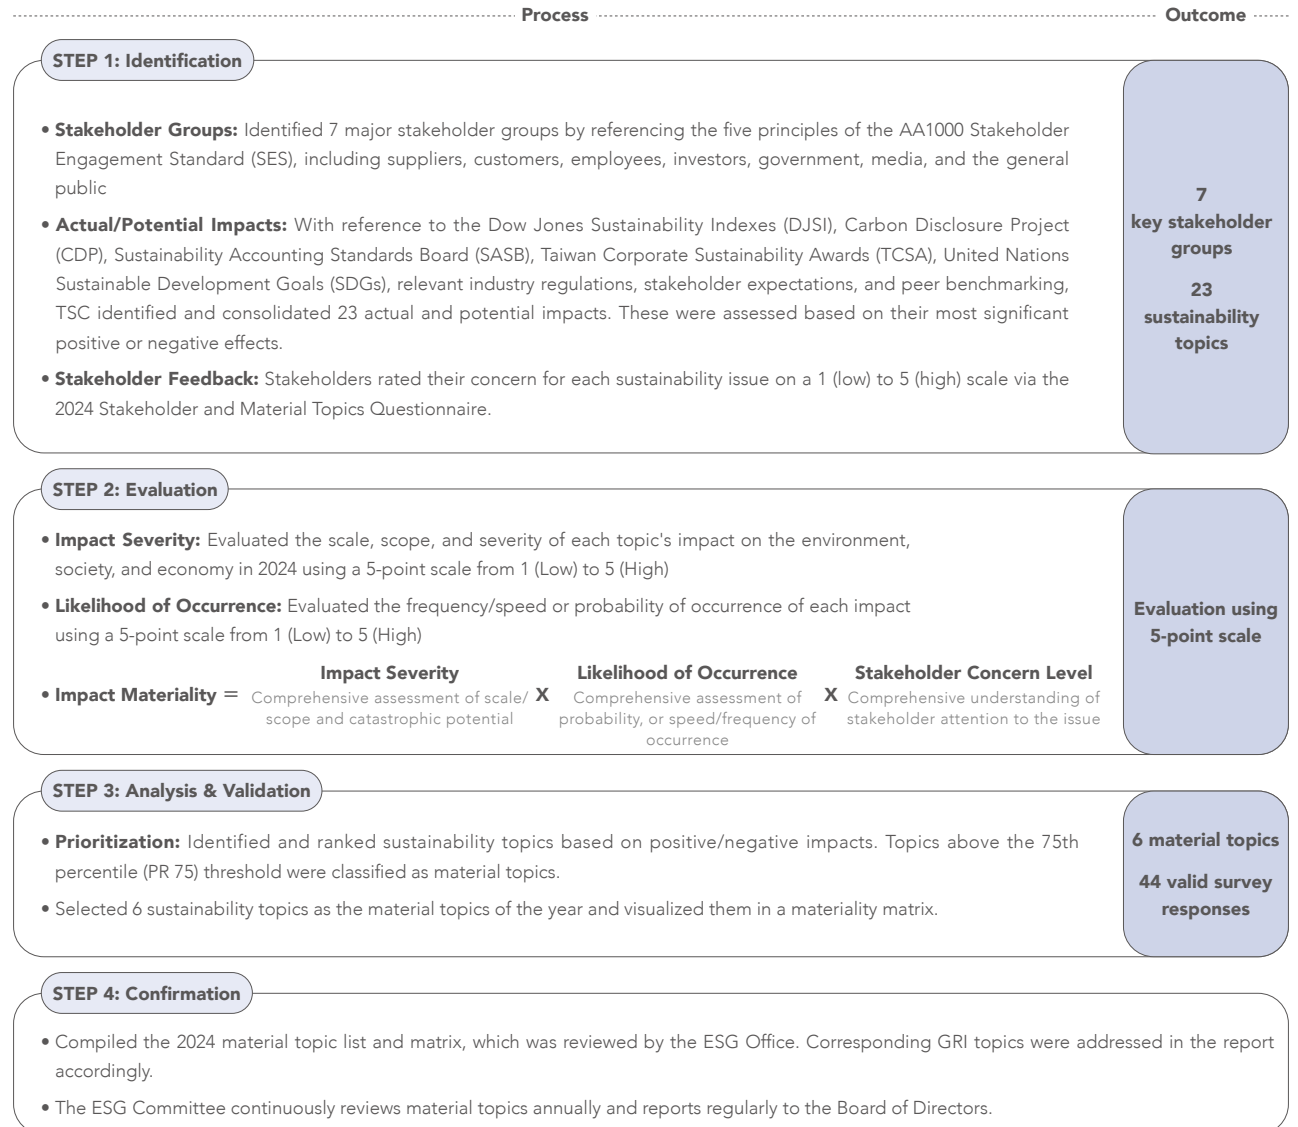 Process
Outcome
STEP 1: Identification
• Stakeholder Groups: Identified 7 major stakeholder groups by referencing the five principles of the AA1000 Stakeholder
Engagement Standard (SES), including suppliers, customers, employees, investors, government, media, and the general
public
• Actual/Potential Impacts: With reference to the Dow Jones Sustainability Indexes (DJSI), Carbon Disclosure Project
(CDP), Sustainability Accounting Standards Board (SASB), Taiwan Corporate Sustainability Awards (TCSA), United Nations
Sustainable Development Goals (SDGs), relevant industry regulations, stakeholder expectations, and peer benchmarking,
TSC identified and consolidated 23 actual and potential impacts. These were assessed based on their most significant
positive or negative effects.
• Stakeholder Feedback: Stakeholders rated their concern for each sustainability issue on a 1 (low) to 5 (high) scale via the
2024 Stakeholder and Material Topics Questionnaire.
7
key stakeholder
groups
23
sustainability
topics
STEP 2: Evaluation
• Impact Severity: Evaluated the scale, scope, and severity of each topic's impact on the environment,
society, and economy in 2024 using a 5-point scale from 1 (Low) to 5 (High)
• Likelihood of Occurrence: Evaluated the frequency/speed or probability of occurrence of each impact
using a 5-point scale from 1 (Low) to 5 (High)
• Impact Materiality =
Impact Severity
Comprehensive assessment of scale/
scope and catastrophic potential
X
Likelihood of Occurrence
Comprehensive assessment of
probability, or speed/frequency of
occurrence
X
Stakeholder Concern Level
Comprehensive understanding of
stakeholder attention to the issue
Evaluation using
5-point scale
STEP 3: Analysis & Validation
• Prioritization: Identified and ranked sustainability topics based on positive/negative impacts. Topics above the 75th
percentile (PR 75) threshold were classified as material topics.
• Selected 6 sustainability topics as the material topics of the year and visualized them in a materiality matrix.
6 material topics
44 valid survey
responses
STEP 4: Confirmation
• Compiled the 2024 material topic list and matrix, which was reviewed by the ESG Office. Corresponding GRI topics were addressed in the report
accordingly.
• The ESG Committee continuously reviews material topics annually and reports regularly to the Board of Directors.